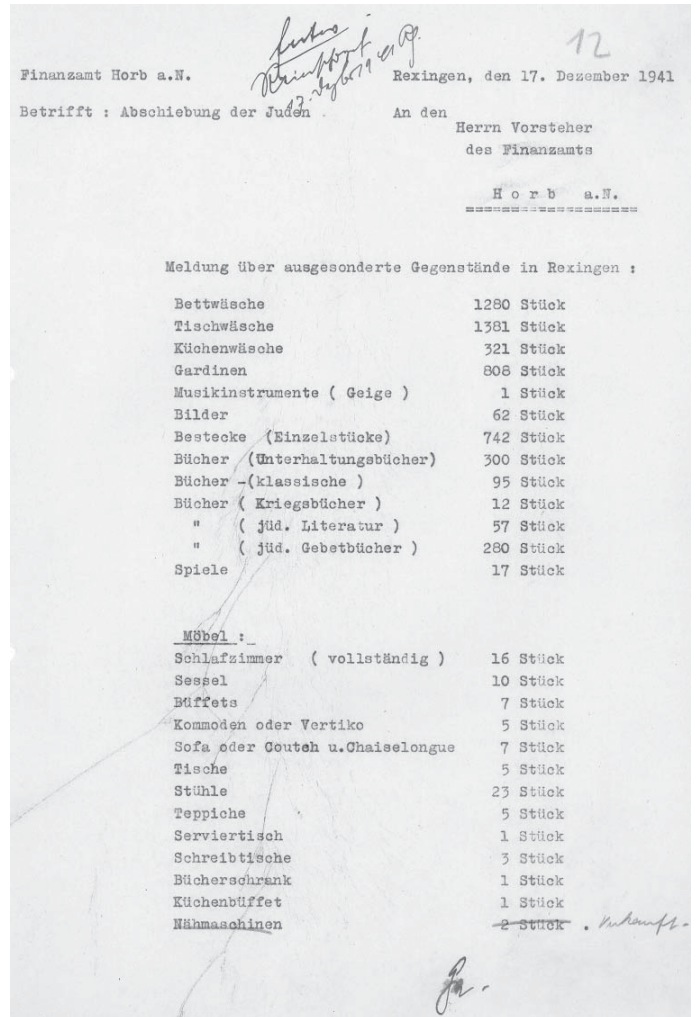 12
Finanzamt Horb a.N.
Rexingen, den 17. Dezember 1941
Betrifft : Abschiebung der Juden .
An den
Herrn Vorsteher
des Finanzamts
H o r b   a.N.
====================
Meldung über ausgesonderte Gegenstände in Rexingen :
Bettwäsche 1280 Stück
Tischwäsche 1381 Stück
Küchenwäsche 321 Stück
Gardinen 808 Stück
Musikinstrumente ( Geige ) 1 Stück
Bilder 62 Stück
Bestecke (Einzelstücke) 742 Stück
Bücher (Unterhaltungsbücher) 300 Stück
Bücher -(klassische ) 95 Stück
Bücher ( Kriegsbücher ) 12 Stück
" ( jüd. Literatur ) 57 Stück
" ( jüd. Gebetbücher ) 280 Stück
Spiele 17 Stück
Möbel :
Schlafzimmer ( vollständig ) 16 Stück
Sessel 10 Stück
Büffets 7 Stück
Kommoden oder Vertiko 5 Stück
Sofa oder Coutch u.Chaiselongue 7 Stück
Tische 5 Stück
Stühle 23 Stück
Teppiche 5 Stück
Serviertisch 1 Stück
Schreibtische 3 Stück
Bücherschrank 1 Stück
Küchenbüffet 1 Stück
Nähmaschinen 2 Stück . Verkauft.